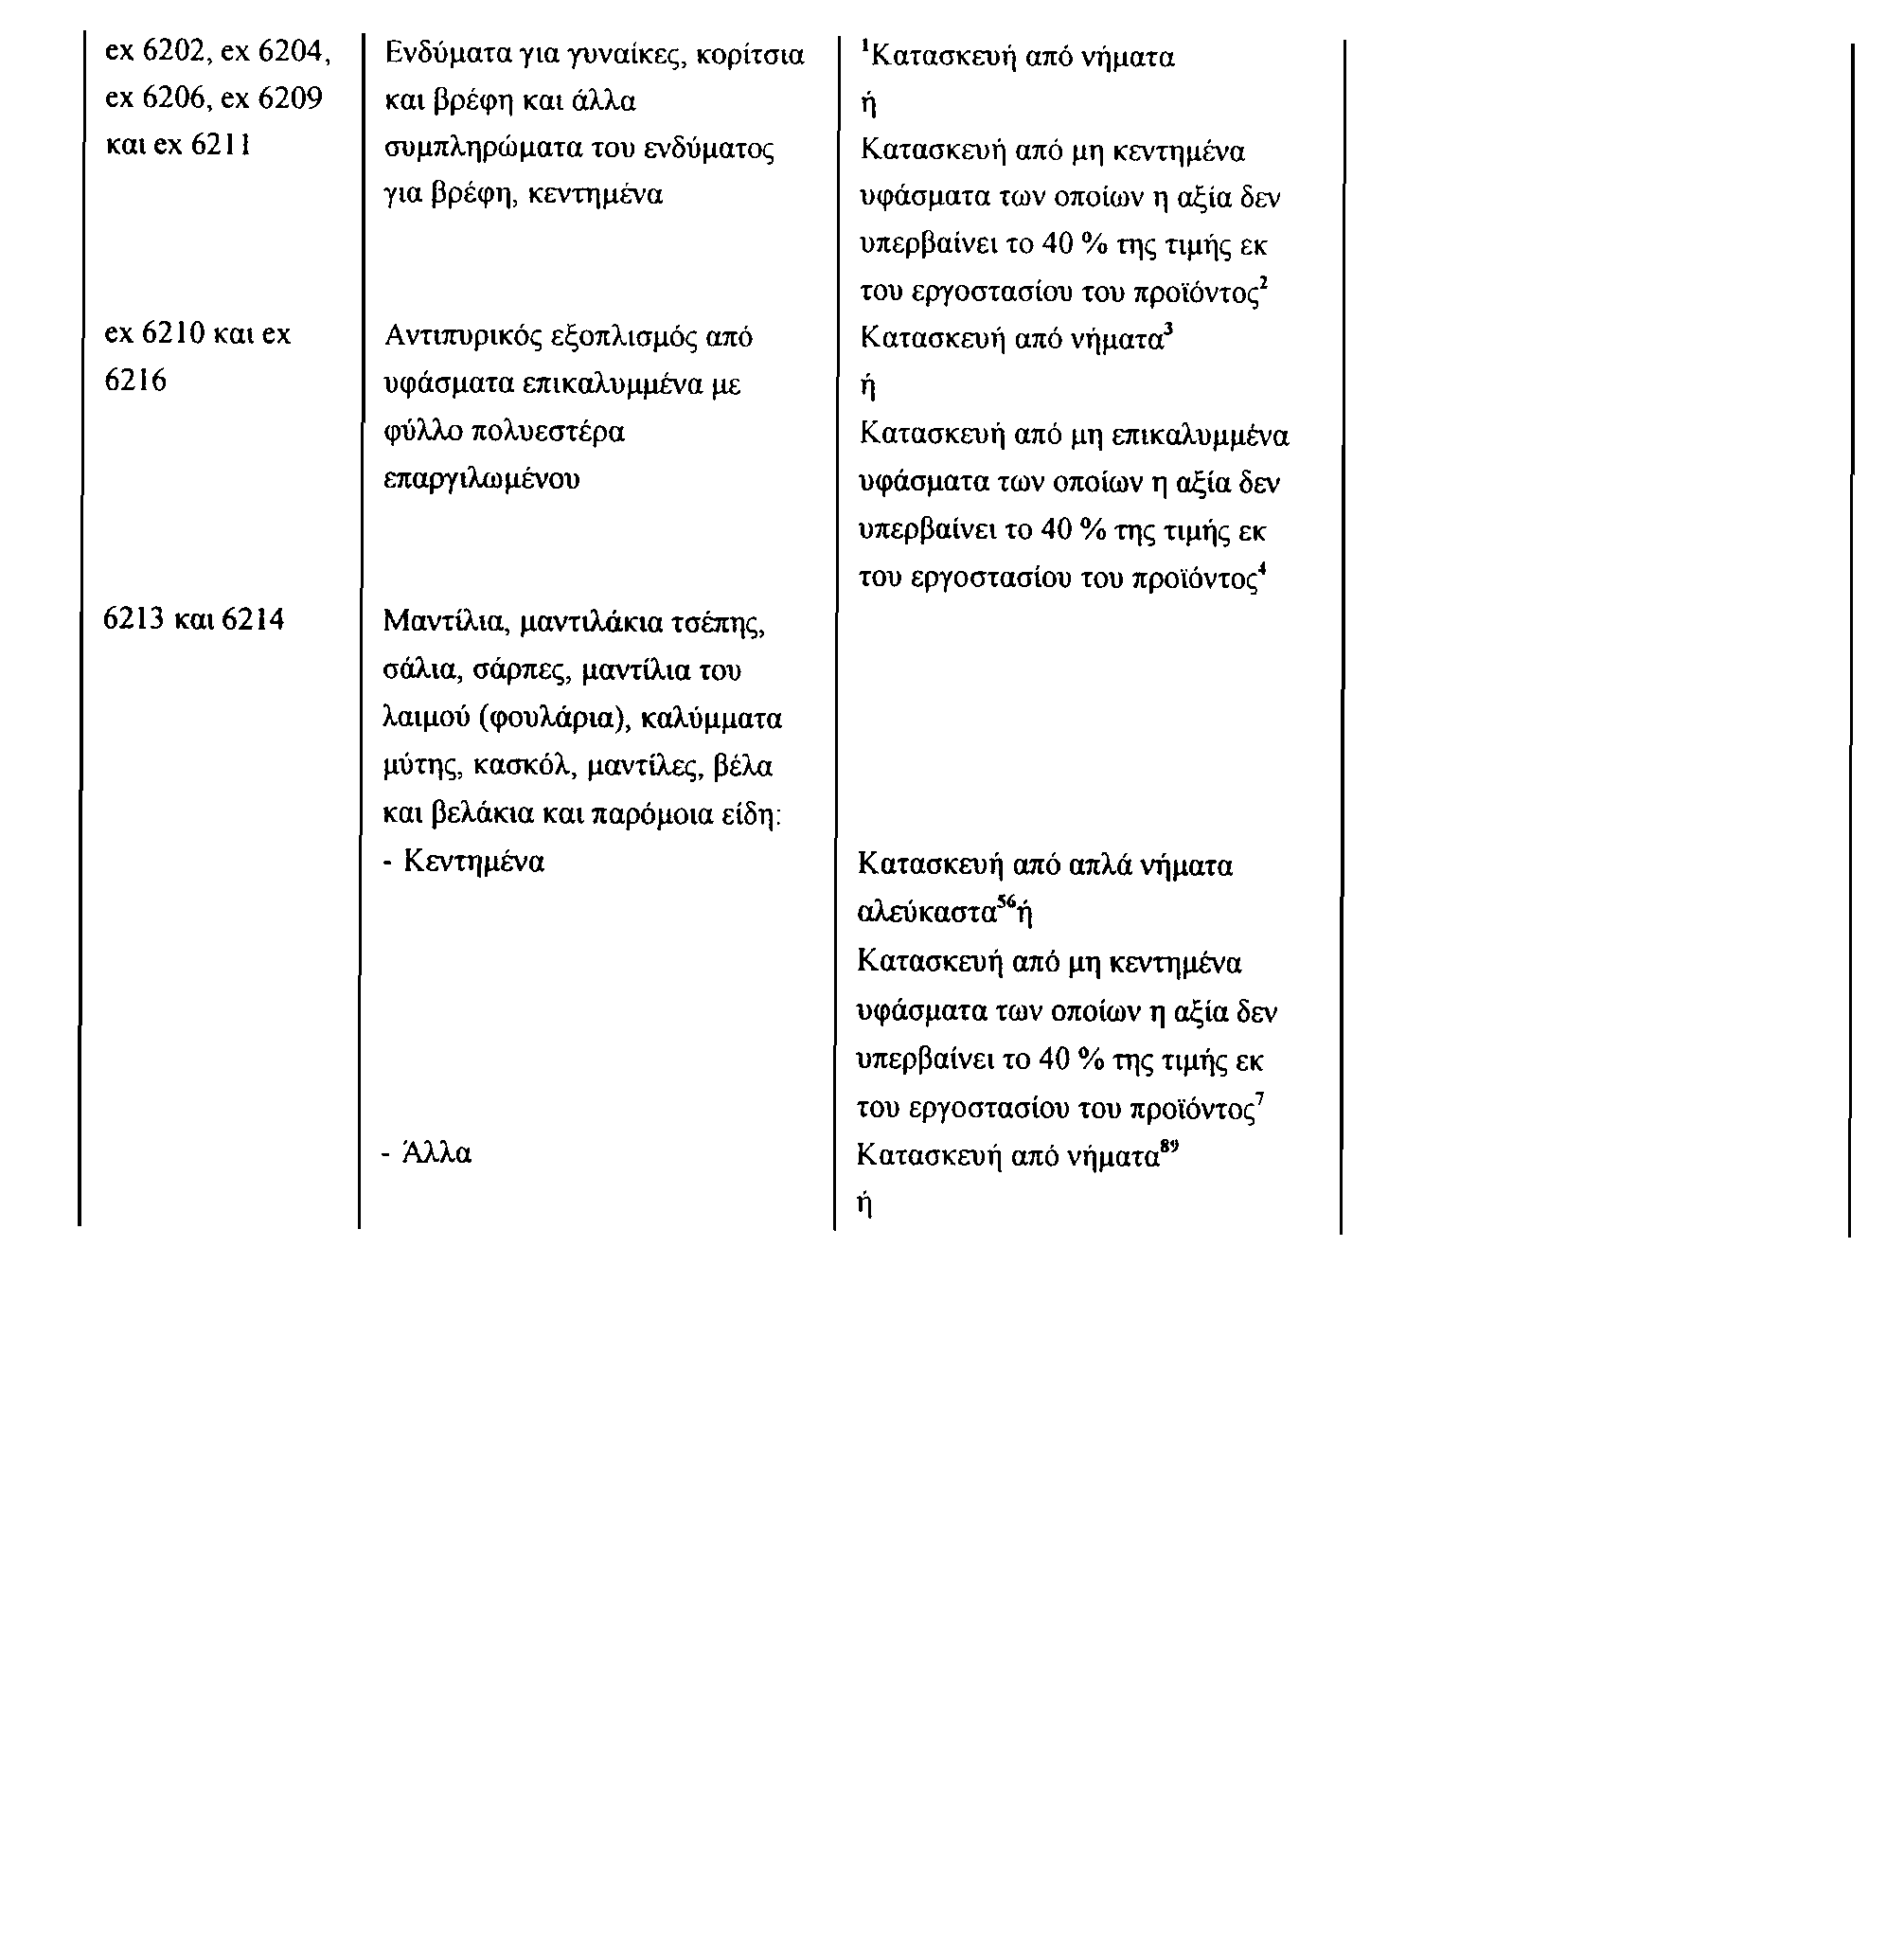 ex 6202, ex 6204,
ex 6206, ex 6209
και ex 6211
Ενδύματα για γυναίκες, κορίτσια
και βρέφη και άλλα
συμπληρώματα του ενδύματος
για βρέφη, κεντημένα
¹Κατασκευή από νήματα
ή
Κατασκευή από μη κεντημένα
υφάσματα των οποίων η αξία δεν
υπερβαίνει το 40 % της τιμής εκ
του εργοστασίου του προϊόντος²
ex 6210 και ex
6216
Αντιπυρικός εξοπλισμός από
υφάσματα επικαλυμμένα με
φύλλο πολυεστέρα
επαργιλωμένου
Κατασκευή από νήματα³
ή
Κατασκευή από μη επικαλυμμένα
υφάσματα των οποίων η αξία δεν
υπερβαίνει το 40 % της τιμής εκ
του εργοστασίου του προϊόντος⁴
6213 και 6214
Μαντίλια, μαντιλάκια τσέπης,
σάλια, σάρπες, μαντίλια του
λαιμού (φουλάρια), καλύμματα
μύτης, κασκόλ, μαντίλες, βέλα
και βελάκια και παρόμοια είδη:
- Κεντημένα
Κατασκευή από απλά νήματα
αλεύκαστα⁵⁶ή
Κατασκευή από μη κεντημένα
υφάσματα των οποίων η αξία δεν
υπερβαίνει το 40 % της τιμής εκ
του εργοστασίου του προϊόντος⁷
- Άλλα
Κατασκευή από νήματα⁸⁹
ή